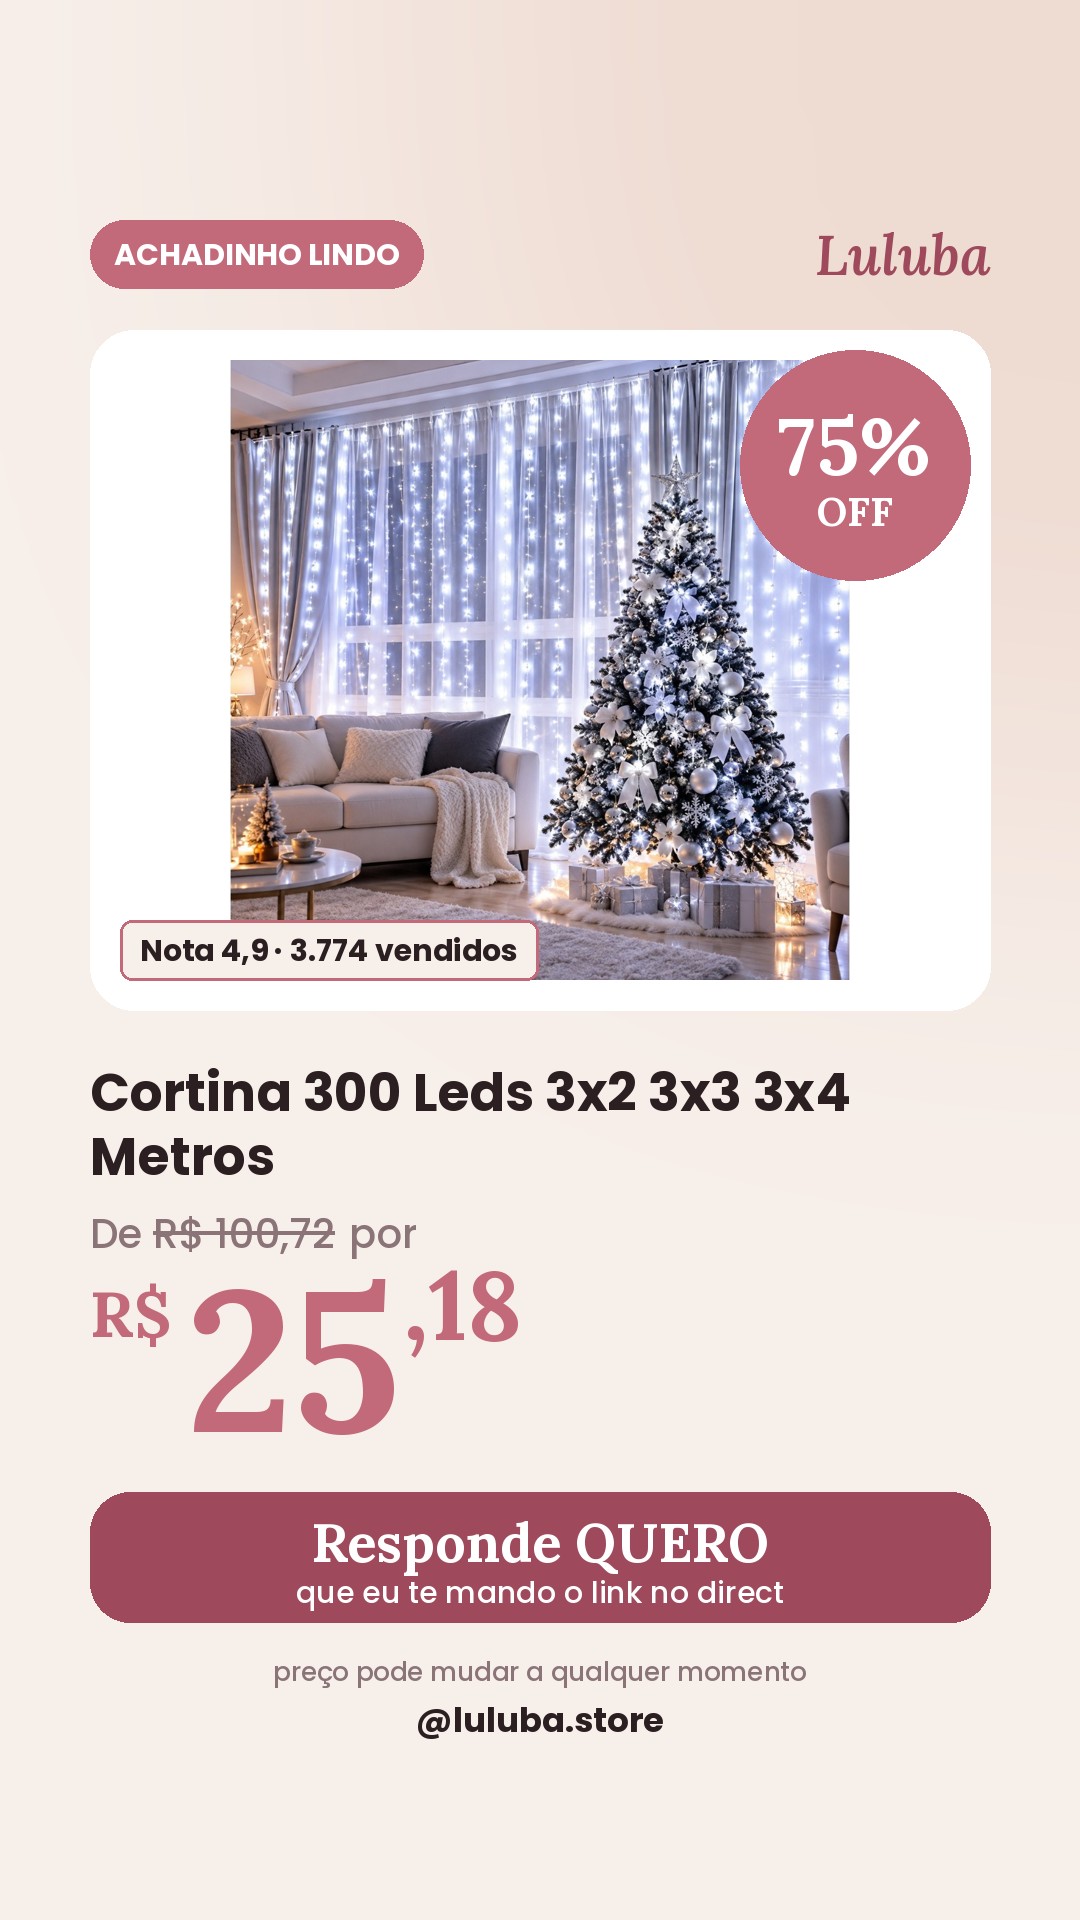 ACHADINHO LINDO
Luluba
75%
OFF
Nota 4,9 · 3.774 vendidos
Cortina 300 Leds 3x2 3x3 3x4
Metros
De R$ 100,72 por
R$ 25,18
Responde QUERO
que eu te mando o link no direct
preço pode mudar a qualquer momento
@luluba.store